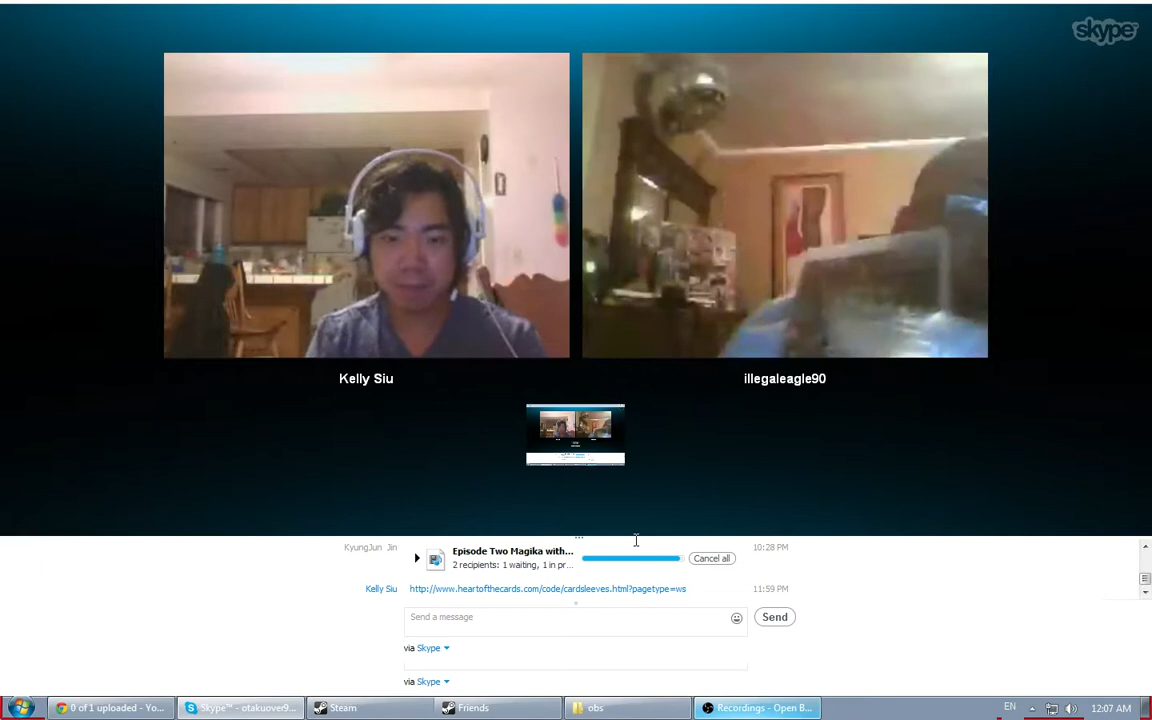 skype
Kelly Siu
illegaleagle90
KyungJun Jin
Episode Two Magika with...
2 recipients: 1 waiting, 1 in pr...
Cancel all
10:28 PM
Kelly Siu
http://www.heartofthecards.com/code/cardsleeves.html?pagetype=ws
11:59 PM
Send a message
Send
via Skype
via Skype
0 of 1 uploaded - Yo...
Skype™ - otakuover9...
Steam
Friends
obs
Recordings - Open B...
EN
12:07 AM